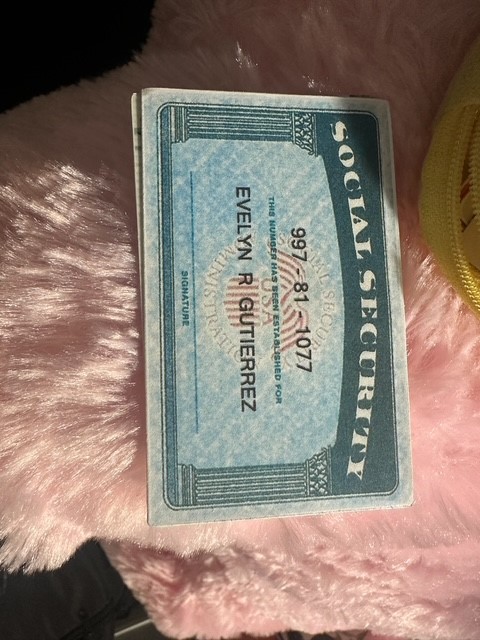 SOCIAL SECURITY
997-81-1077
THIS NUMBER HAS BEEN ESTABLISHED FOR
EVELYN R GUTIERREZ
SIGNATURE